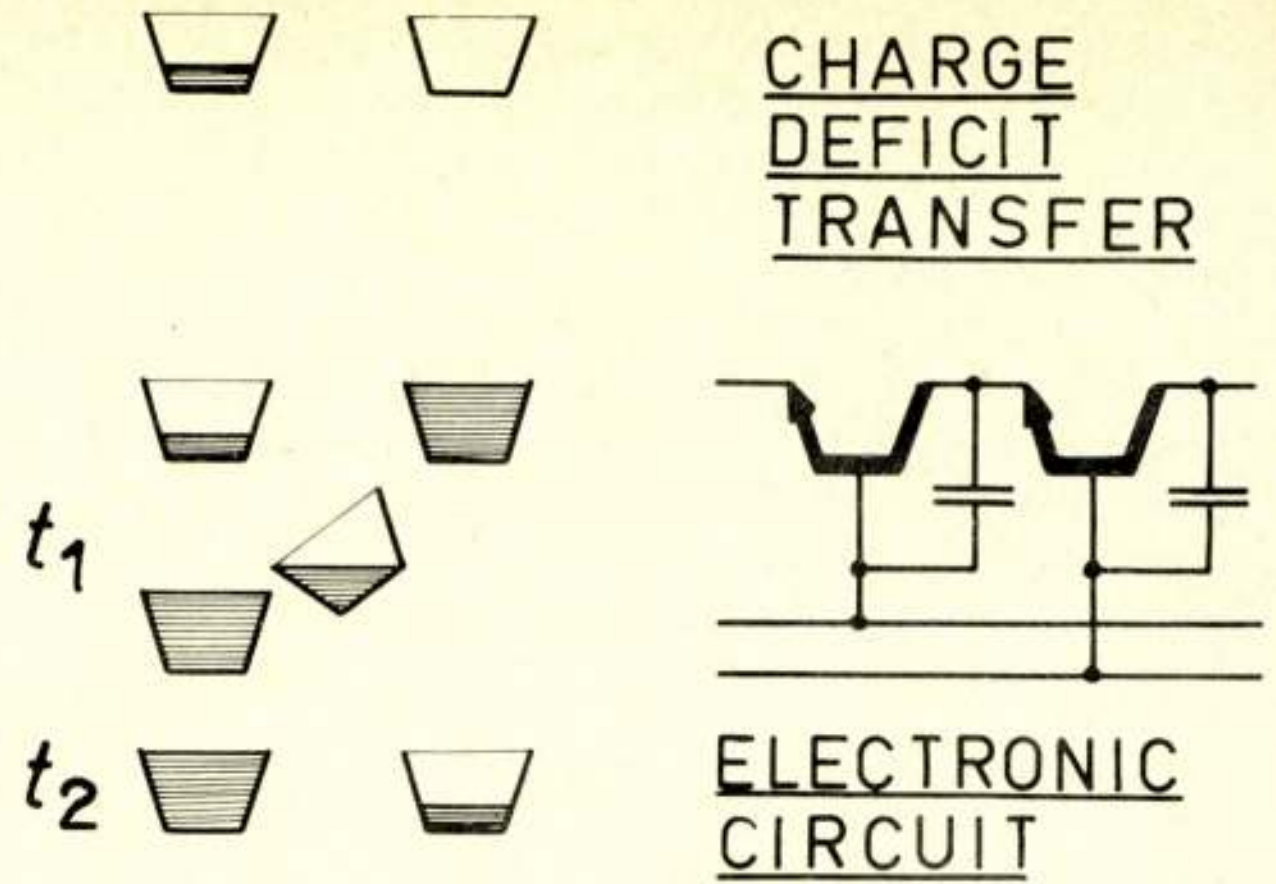 CHARGE
DEFICIT
TRANSFER
t1
t2
ELECTRONIC
CIRCUIT